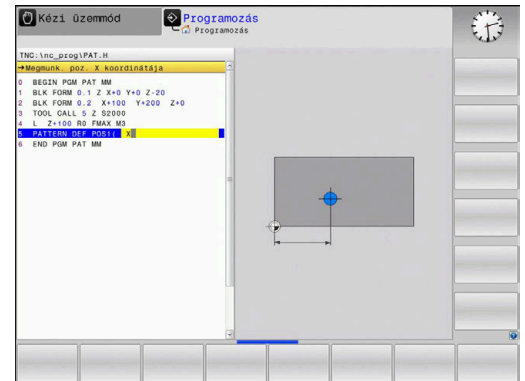 Kézi üzemmód
Programozás
Programozás
TNC:\nc_prog\PAT.H
→Megmunk. poz. X koordinátája
0 BEGIN PGM PAT MM
1 BLK FORM 0.1 Z X+0 Y+0 Z-20
2 BLK FORM 0.2 X+100 Y+200 Z+0
3 TOOL CALL 5 Z S2000
4 L Z+100 R0 FMAX M3
5 PATTERN DEF POS1( X
6 END PGM PAT MM